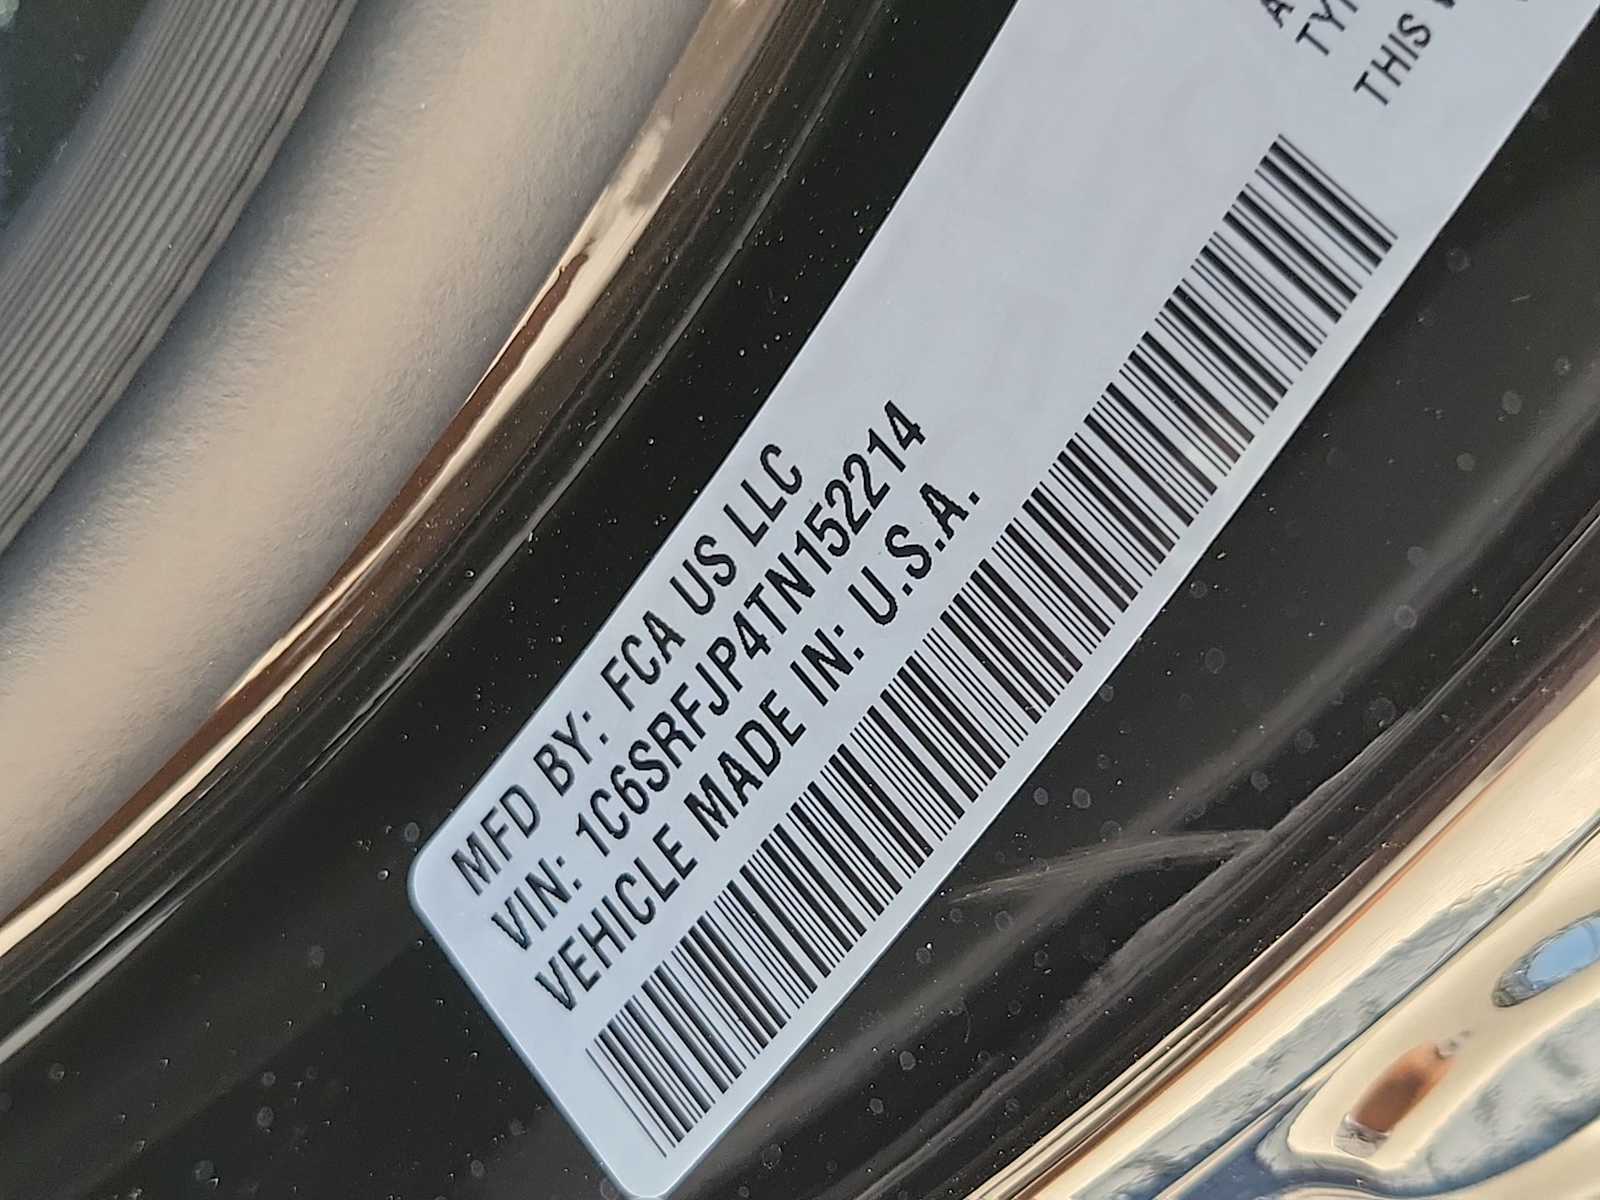 MFD BY: FCA US LLC
VIN: 1C6SRFJP4TN152214
VEHICLE MADE IN: U.S.A.
THIS